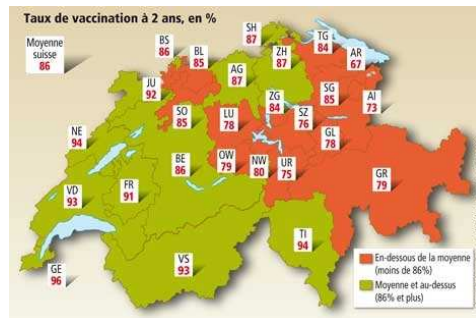 Taux de vaccination à 2 ans, en %
Moyenne
suisse
86
BS
86
BL
85
SH
87
ZH
87
TG
84
AR
67
JU
92
AG
87
SG
85
AI
73
SO
85
LU
78
ZG
84
SZ
76
GL
78
NE
94
BE
86
OW
79
NW
80
UR
75
GR
79
VD
93
FR
91
TI
94
GE
96
VS
93
En-dessous de la moyenne
(moins de 86%)
Moyenne et au-dessus
(86% et plus)